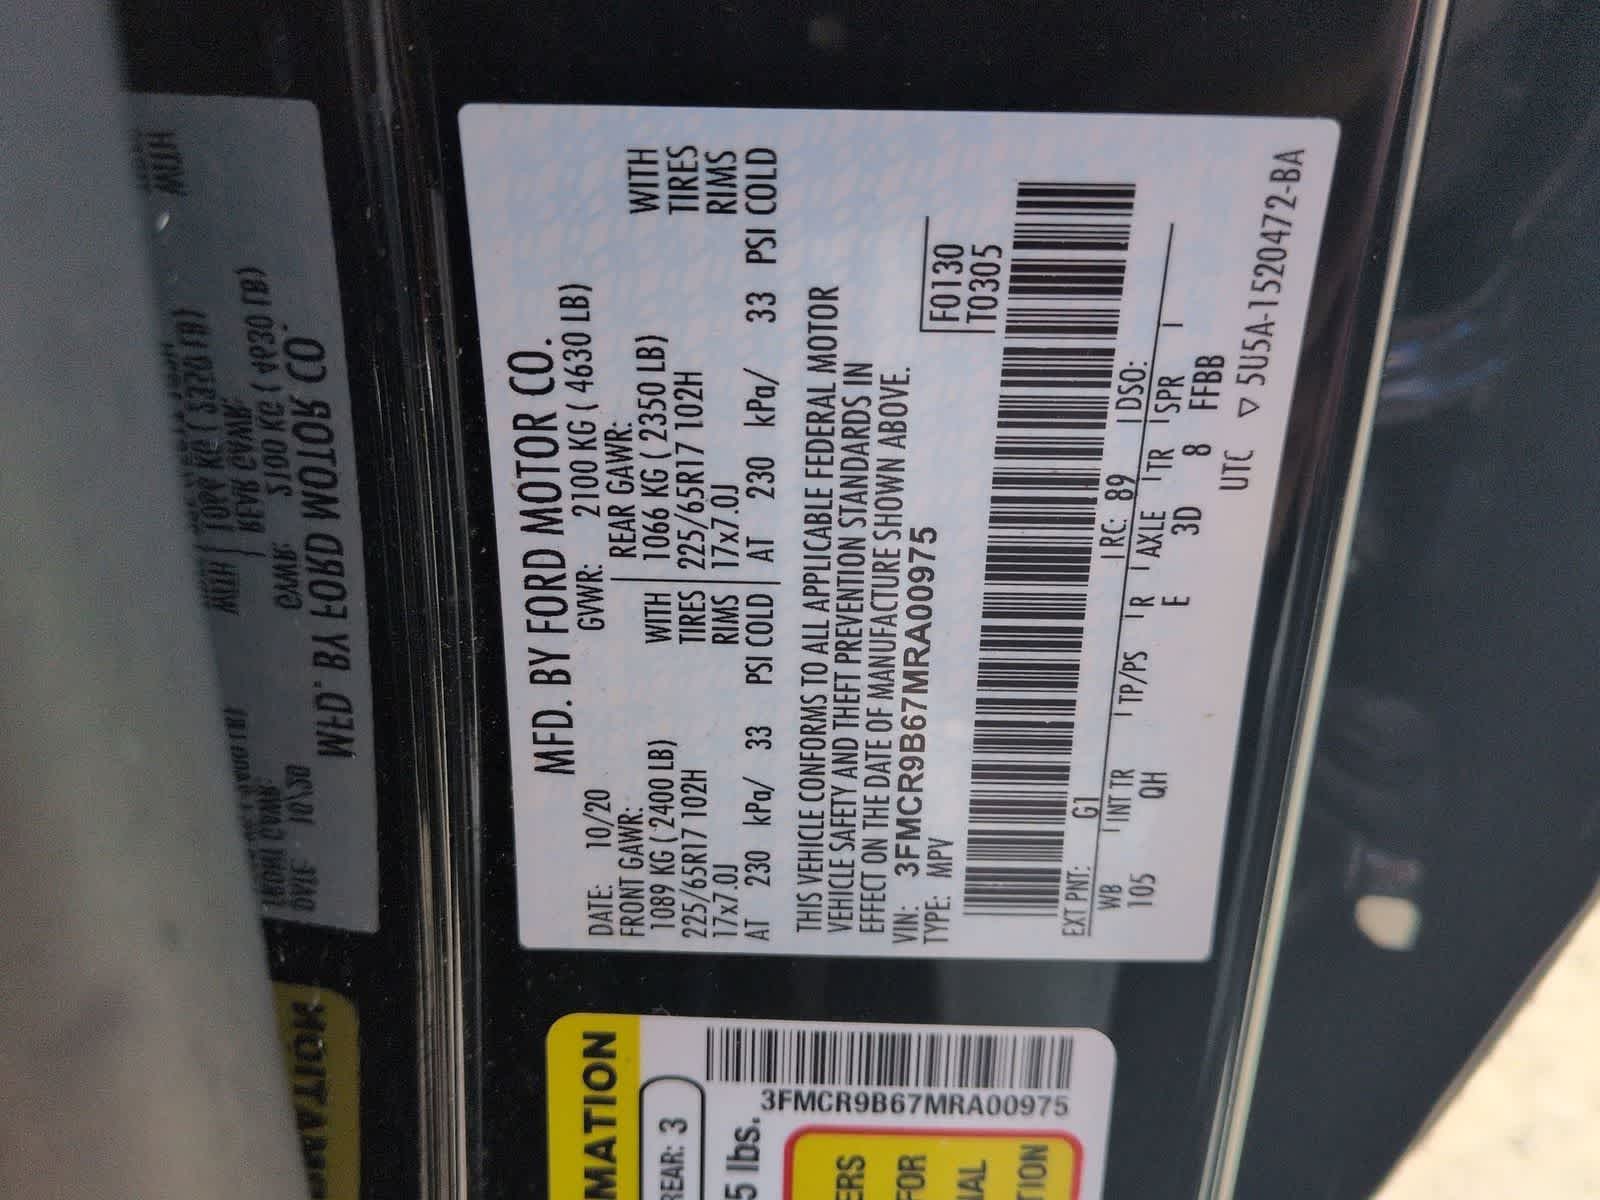 MFD. BY FORD MOTOR CO.
DATE: 10/20 GVWR: 2100 KG ( 4630 LB)
FRONT GAWR: REAR GAWR:
1089 KG ( 2400 LB) WITH 1066 KG ( 2350 LB) WITH
225/65R17 102H TIRES 225/65R17 102H TIRES
17x7.0J RIMS 17x7.0J RIMS
AT 230 kPa/ 33 PSI COLD AT 230 kPa/ 33 PSI COLD
THIS VEHICLE CONFORMS TO ALL APPLICABLE FEDERAL MOTOR
VEHICLE SAFETY AND THEFT PREVENTION STANDARDS IN
EFFECT ON THE DATE OF MANUFACTURE SHOWN ABOVE.
VIN: 3FMCR9B67MRA00975
TYPE: MPV
F0130
T0305
EXT PNT: G1 RC: 89 DSO:
WB INT TR TP/PS R AXLE TR SPR
105 QH E 3D 8 FFBB
UTC ▽ 5U5A-1520472-BA
MATION
REAR: 3
5 lbs.
3FMCR9B67MRA00975
ERS
FOR
TION